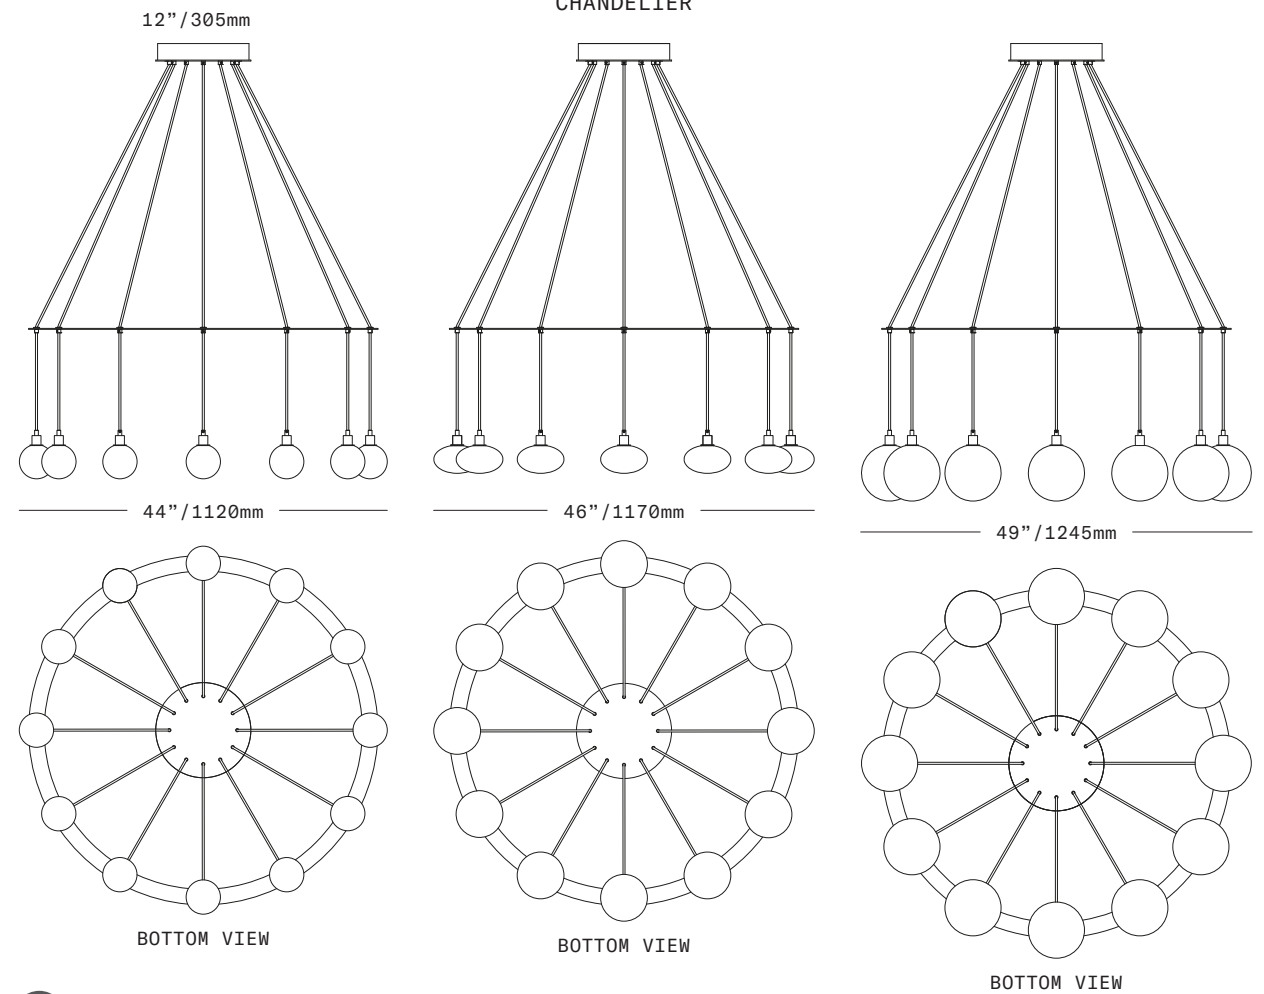 CHANDELIER
12”/305mm
44”/1120mm
46”/1170mm
49”/1245mm
BOTTOM VIEW
BOTTOM VIEW
BOTTOM VIEW